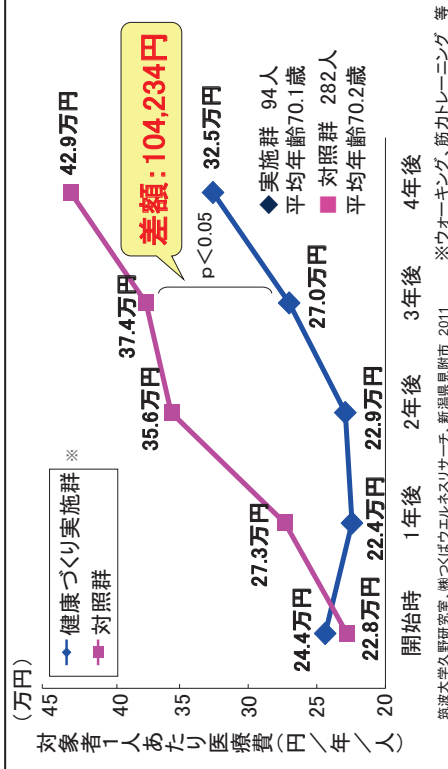 (万円)
対象者1人あたり医療費(円/年/人)
45
40
35
30
25
20
健康づくり実施群 ※
対照群
24.4万円
22.8万円
27.3万円
22.4万円
35.6万円
22.9万円
37.4万円
27.0万円
42.9万円
32.5万円
差額:104,234円
p<0.05
実施群 94人
平均年齢70.1歳
対照群 282人
平均年齢70.2歳
開始時
1年後
2年後
3年後
4年後
筑波大学久野研究室、㈱つくばウエルネスリサーチ、新潟県見附市 2011
※ウォーキング、筋力トレーニング 等